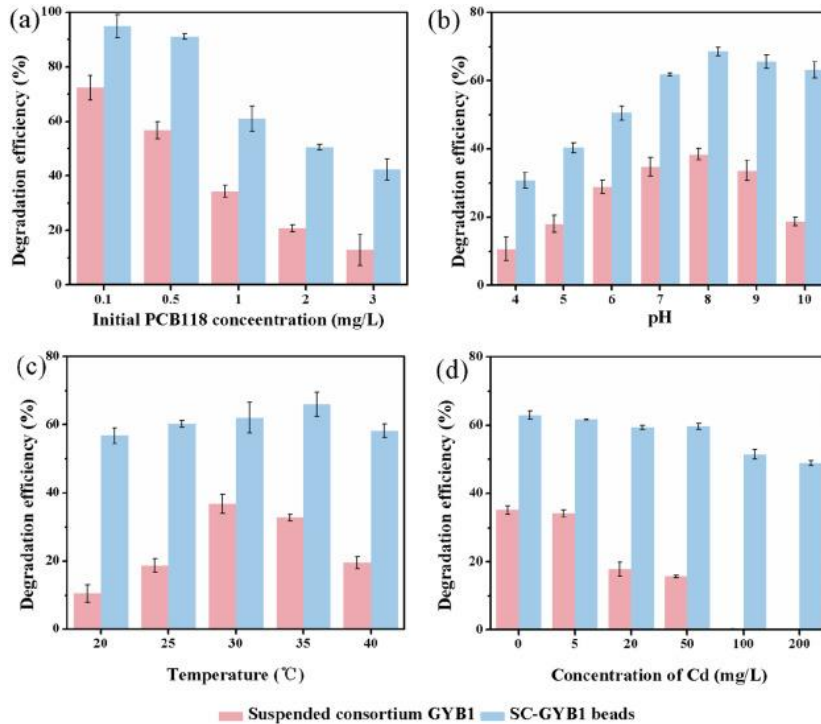 (a)
Degradation efficiency (%)
100
80
60
40
20
0
0.1 0.5 1 2 3
Initial PCB118 conceentration (mg/L)
(b)
Degradation efficiency (%)
80
60
40
20
0
4 5 6 7 8 9 10
pH
(c)
Degradation efficiency (%)
80
60
40
20
0
20 25 30 35 40
Temperature (℃)
(d)
Degradation efficiency (%)
80
60
40
20
0
0 5 20 50 100 200
Concentration of Cd (mg/L)
Suspended consortium GYB1 SC-GYB1 beads